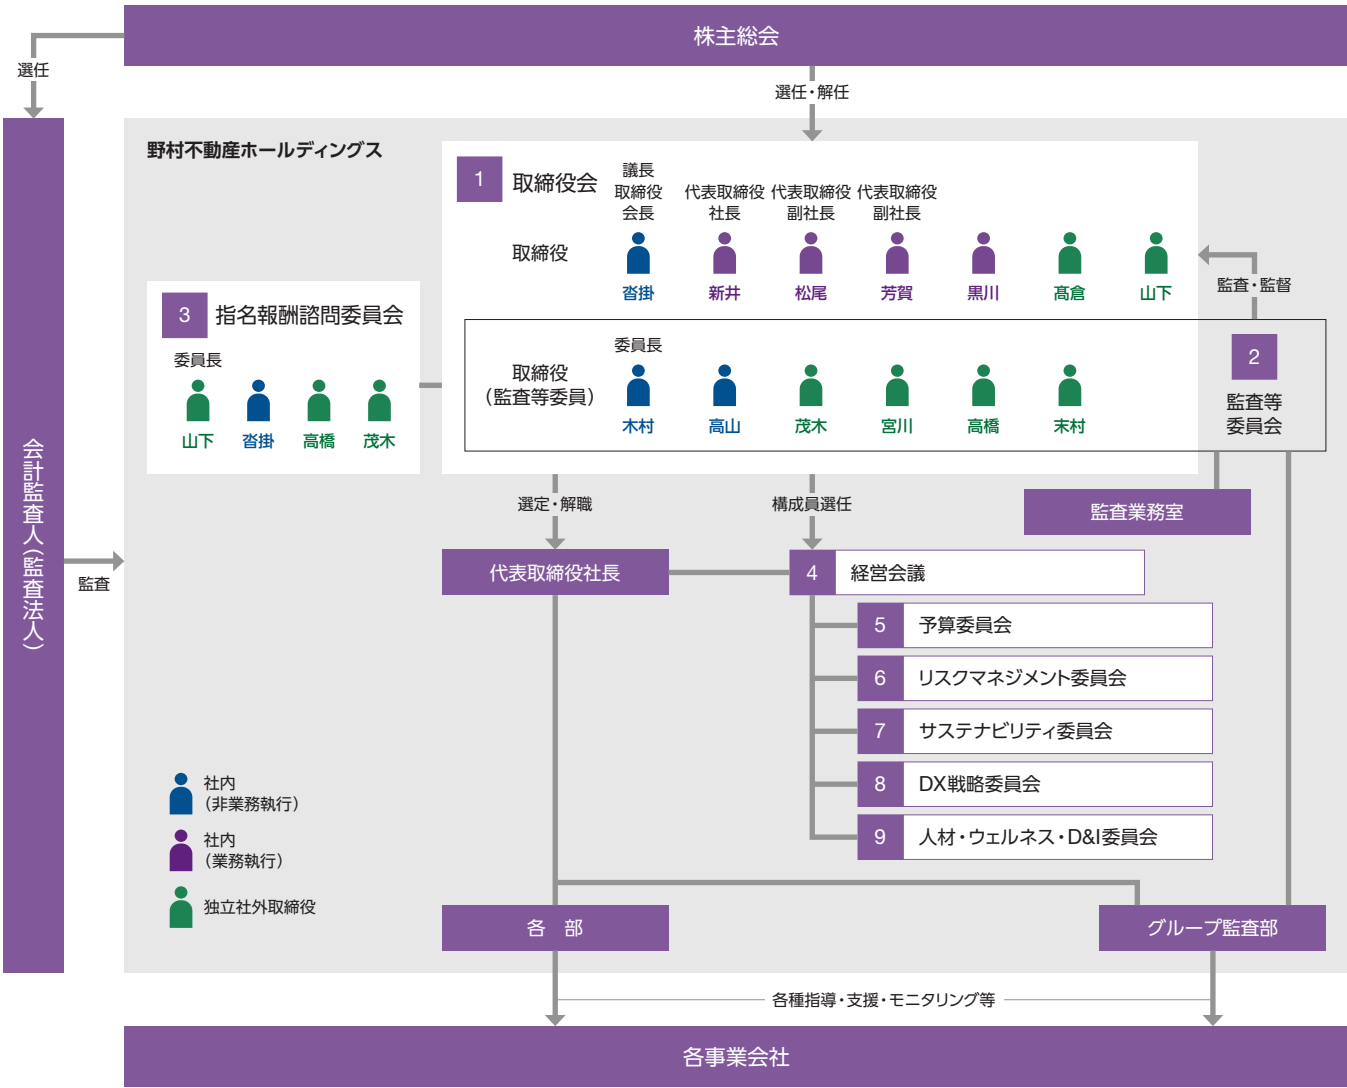 株主総会
選任
選任・解任
野村不動産ホールディングス
1
取締役会
議長
取締役
会長
代表取締役
社長
代表取締役
副社長
代表取締役
副社長
取締役
沓掛
新井
松尾
芳賀
黒川
髙倉
山下
監査・監督
3
指名報酬諮問委員会
委員長
山下
沓掛
高橋
茂木
委員長
取締役
（監査等委員）
木村
高山
茂木
宮川
高橋
末村
2
監査等
委員会
会計監査人（監査法人）
監査
選定・解職
構成員選任
監査業務室
代表取締役社長
4
経営会議
5
予算委員会
6
リスクマネジメント委員会
7
サステナビリティ委員会
8
DX戦略委員会
9
人材・ウェルネス・D&I委員会
社内
（非業務執行）
社内
（業務執行）
独立社外取締役
各　部
グループ監査部
各種指導・支援・モニタリング等
各事業会社